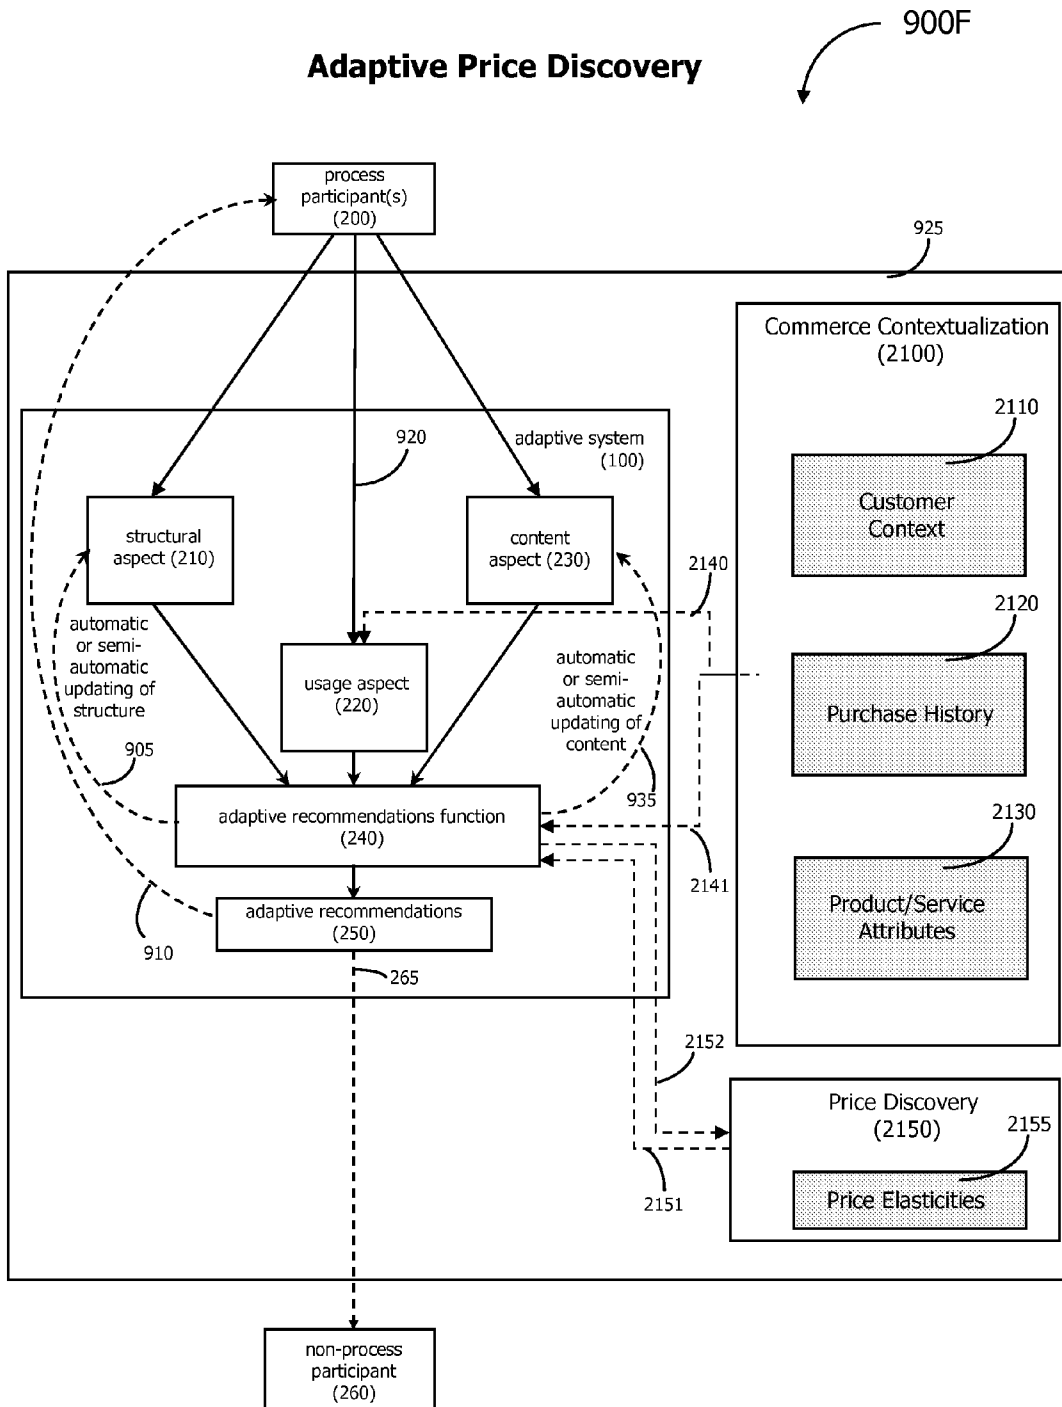 900F
Adaptive Price Discovery
process
participant(s)
(200)
925
Commerce Contextualization
(2100)
2110
920
adaptive system
(100)
Customer
Context
structural
aspect (210)
content
aspect (230)
2140
2120
automatic
or semi-
automatic
updating of
structure
usage aspect
(220)
automatic
or semi-
automatic
updating of
content
Purchase History
905
935
adaptive recommendations function
(240)
2130
2141
Product/Service
Attributes
adaptive recommendations
(250)
910
265
2152
Price Discovery
(2150)
2155
2151
Price Elasticities
non-process
participant
(260)